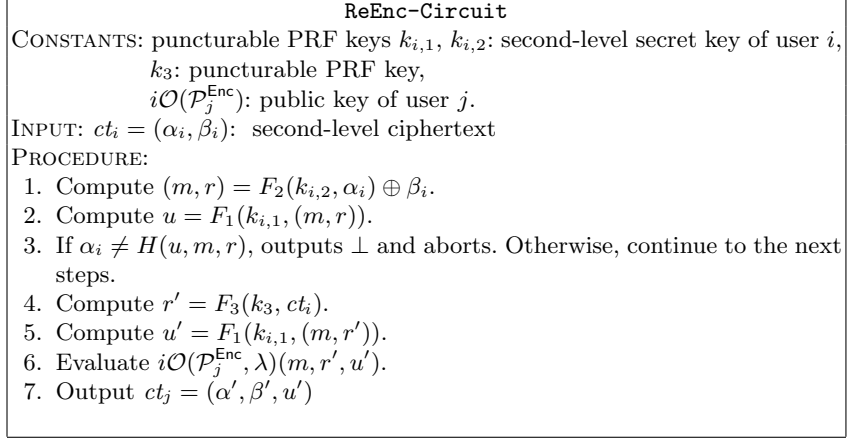 ReEnc-Circuit
CONSTANTS: puncturable PRF keys k_{i,1}, k_{i,2}: second-level secret key of user i,
k_3: puncturable PRF key,
iO(P_j^{Enc}): public key of user j.
INPUT: ct_i = (α_i, β_i): second-level ciphertext
PROCEDURE:
1. Compute (m, r) = F_2(k_{i,2}, α_i) ⊕ β_i.
2. Compute u = F_1(k_{i,1}, (m, r)).
3. If α_i ≠ H(u, m, r), outputs ⊥ and aborts. Otherwise, continue to the next
steps.
4. Compute r′ = F_3(k_3, ct_i).
5. Compute u′ = F_1(k_{i,1}, (m, r′)).
6. Evaluate iO(P_j^{Enc}, λ)(m, r′, u′).
7. Output ct_j = (α′, β′, u′)